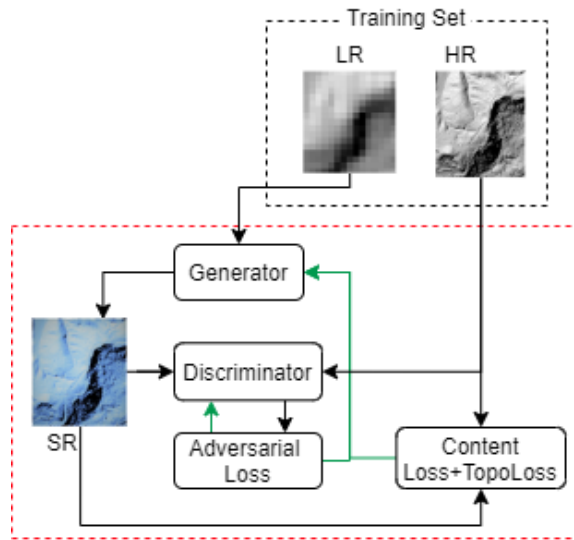 Training Set
LR
HR
Generator
Discriminator
SR
Adversarial
Loss
Content
Loss+TopoLoss